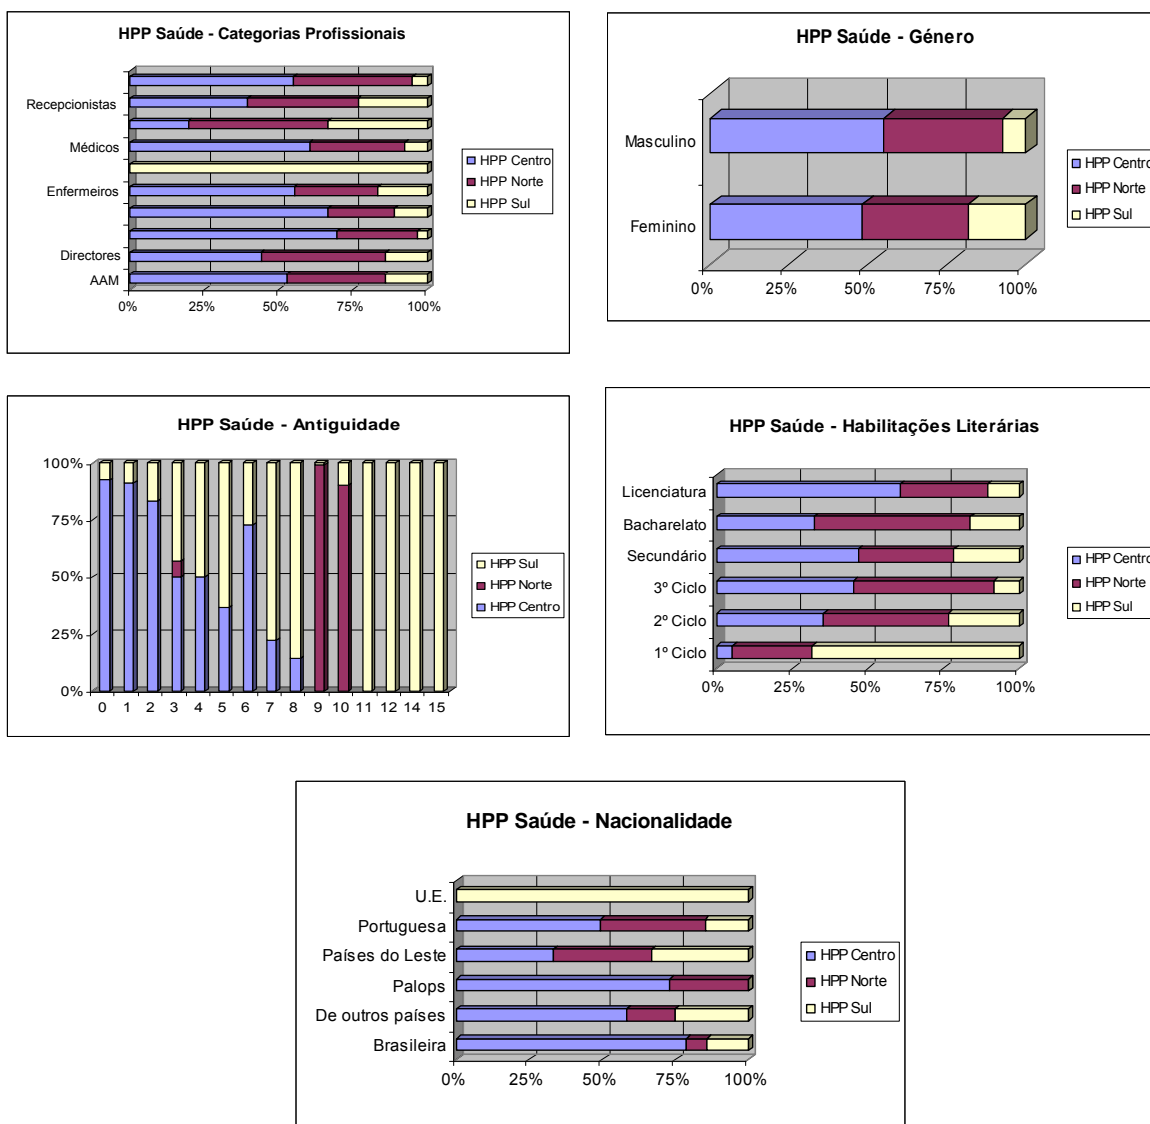 HPP Saúde - Categorias Profissionais
Recepcionistas
Médicos
Enfermeiros
Directores
AAM
0% 25% 50% 75% 100%
HPP Centro
HPP Norte
HPP Sul
HPP Saúde - Género
Masculino
Feminino
0% 25% 50% 75% 100%
HPP Centro
HPP Norte
HPP Sul
HPP Saúde - Antiguidade
100%
75%
50%
25%
0%
0 1 2 3 4 5 6 7 8 9 10 11 12 14 15
HPP Sul
HPP Norte
HPP Centro
HPP Saúde - Habilitações Literárias
Licenciatura
Bacharelato
Secundário
3º Ciclo
2º Ciclo
1º Ciclo
0% 25% 50% 75% 100%
HPP Centro
HPP Norte
HPP Sul
HPP Saúde - Nacionalidade
U.E.
Portuguesa
Países do Leste
Palops
De outros países
Brasileira
0% 25% 50% 75% 100%
HPP Centro
HPP Norte
HPP Sul